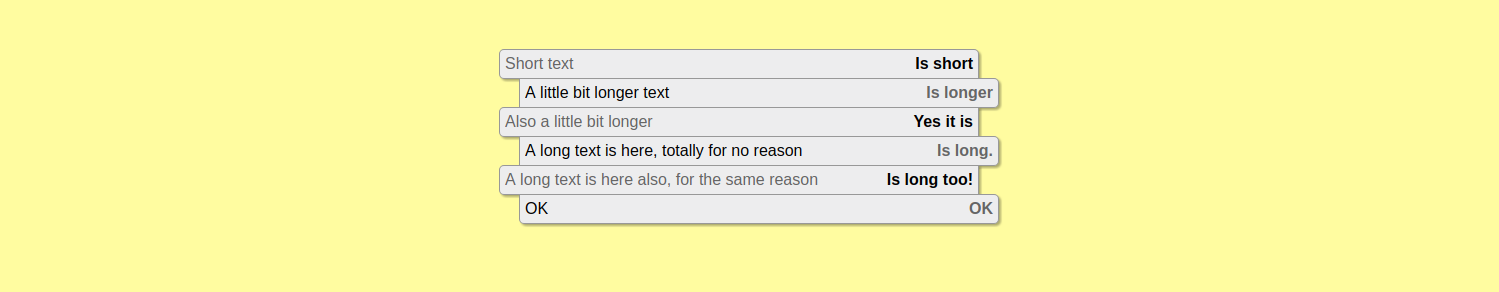 Short text Is short
A little bit longer text Is longer
Also a little bit longer Yes it is
A long text is here, totally for no reason Is long.
A long text is here also, for the same reason Is long too!
OK OK